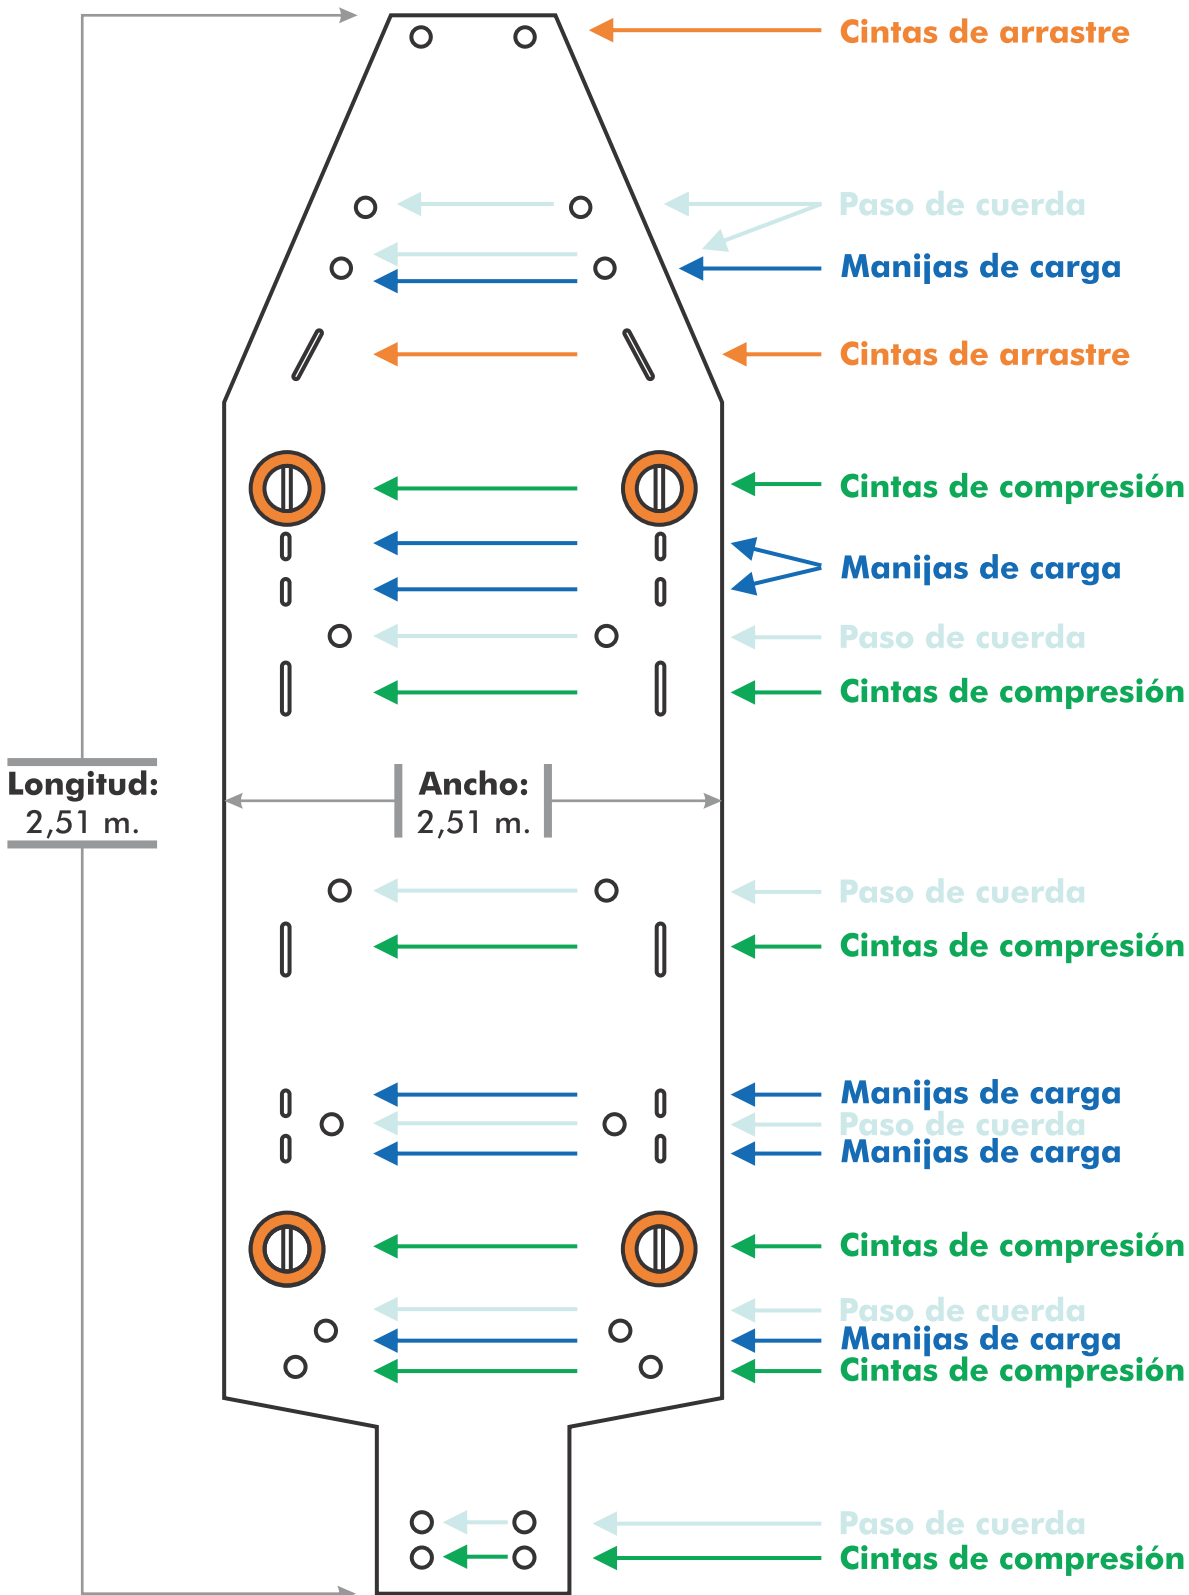 Cintas de arrastre
Paso de cuerda
Manijas de carga
Cintas de arrastre
Cintas de compresión
Manijas de carga
Paso de cuerda
Cintas de compresión
Longitud:
2,51 m.
Ancho:
2,51 m.
Paso de cuerda
Cintas de compresión
Manijas de carga
Paso de cuerda
Manijas de carga
Cintas de compresión
Paso de cuerda
Manijas de carga
Cintas de compresión
Paso de cuerda
Cintas de compresión